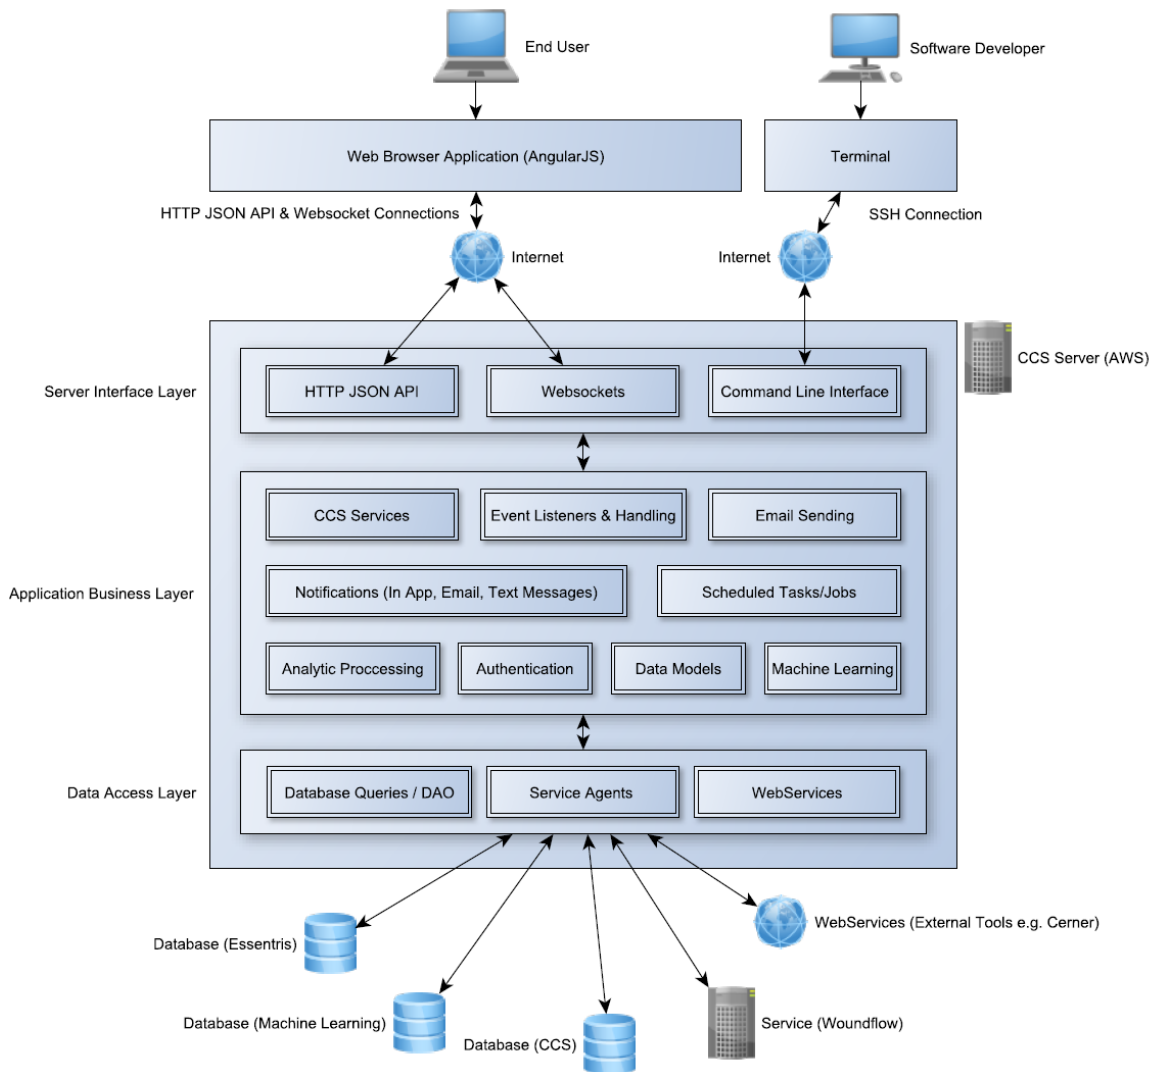 End User
Software Developer
Web Browser Application (AngularJS)
Terminal
HTTP JSON API & Websocket Connections
SSH Connection
Internet
Internet
CCS Server (AWS)
Server Interface Layer
HTTP JSON API
Websockets
Command Line Interface
CCS Services
Event Listeners & Handling
Email Sending
Application Business Layer
Notifications (In App, Email, Text Messages)
Scheduled Tasks/Jobs
Analytic Proccessing
Authentication
Data Models
Machine Learning
Data Access Layer
Database Queries / DAO
Service Agents
WebServices
Database (Essentris)
WebServices (External Tools e.g. Cerner)
Database (Machine Learning)
Service (Woundflow)
Database (CCS)